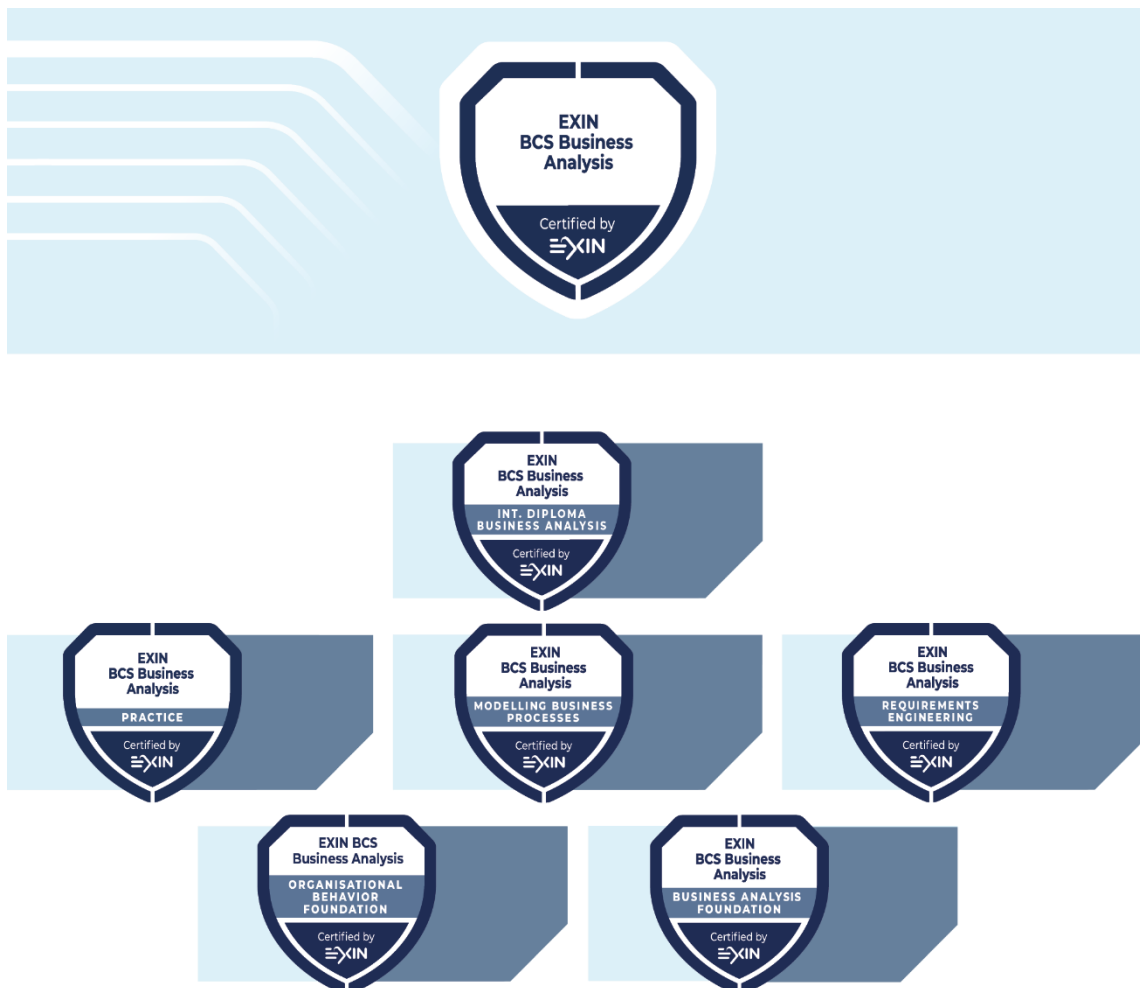 EXIN
BCS Business
Analysis
Certified by
EXIN
EXIN
BCS Business
Analysis
INT. DIPLOMA
BUSINESS ANALYSIS
Certified by
EXIN
EXIN
BCS Business
Analysis
PRACTICE
Certified by
EXIN
EXIN
BCS Business
Analysis
MODELLING BUSINESS
PROCESSES
Certified by
EXIN
EXIN
BCS Business
Analysis
REQUIREMENTS
ENGINEERING
Certified by
EXIN
EXIN BCS
Business Analysis
ORGANISATIONAL
BEHAVIOR
FOUNDATION
Certified by
EXIN
EXIN
BCS Business
Analysis
BUSINESS ANALYSIS
FOUNDATION
Certified by
EXIN